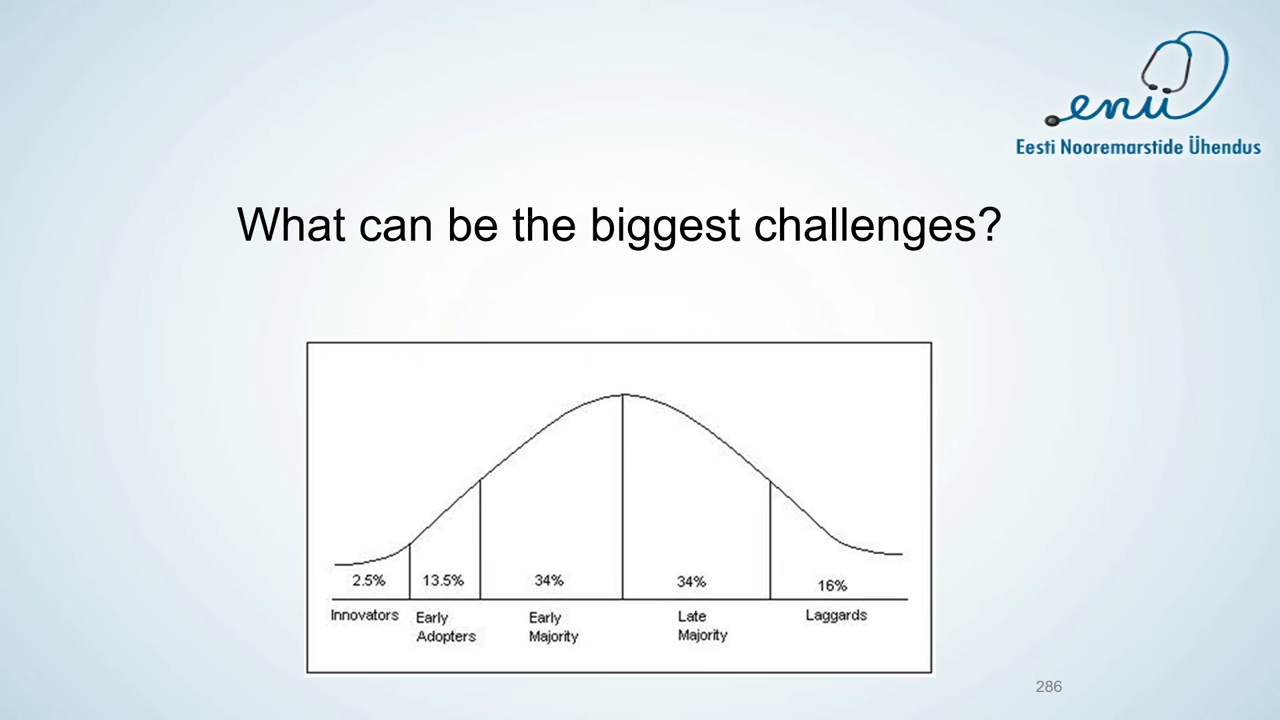 enü
Eesti Nooremarstide Ühendus
What can be the biggest challenges?
2.5% 13.5% 34% 34% 16%
Innovators Early Adopters Early Majority Late Majority Laggards
286